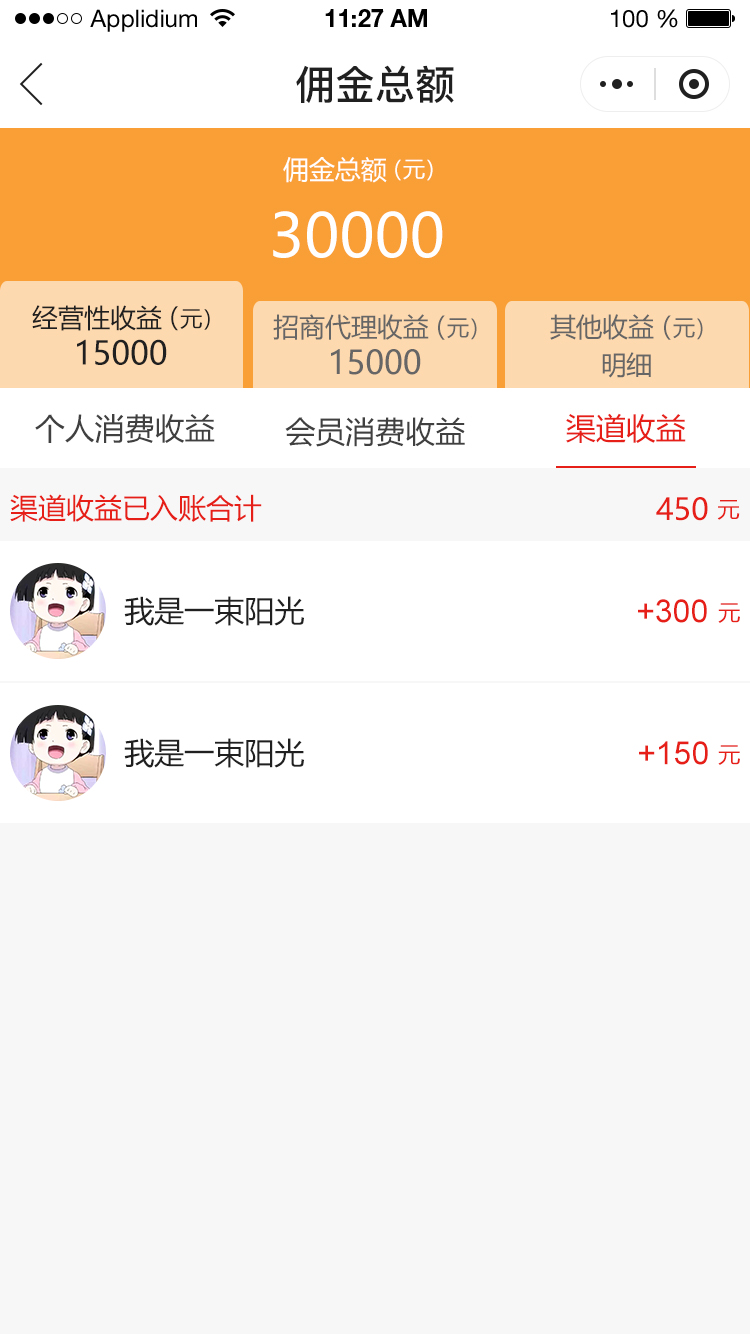 Applidium 11:27 AM 100 %
佣金总额
佣金总额 (元)
30000
经营性收益 (元)
15000
招商代理收益 (元)
15000
其他收益 (元)
明细
个人消费收益 会员消费收益 渠道收益
渠道收益已入账合计 450 元
我是一束阳光 +300 元
我是一束阳光 +150 元